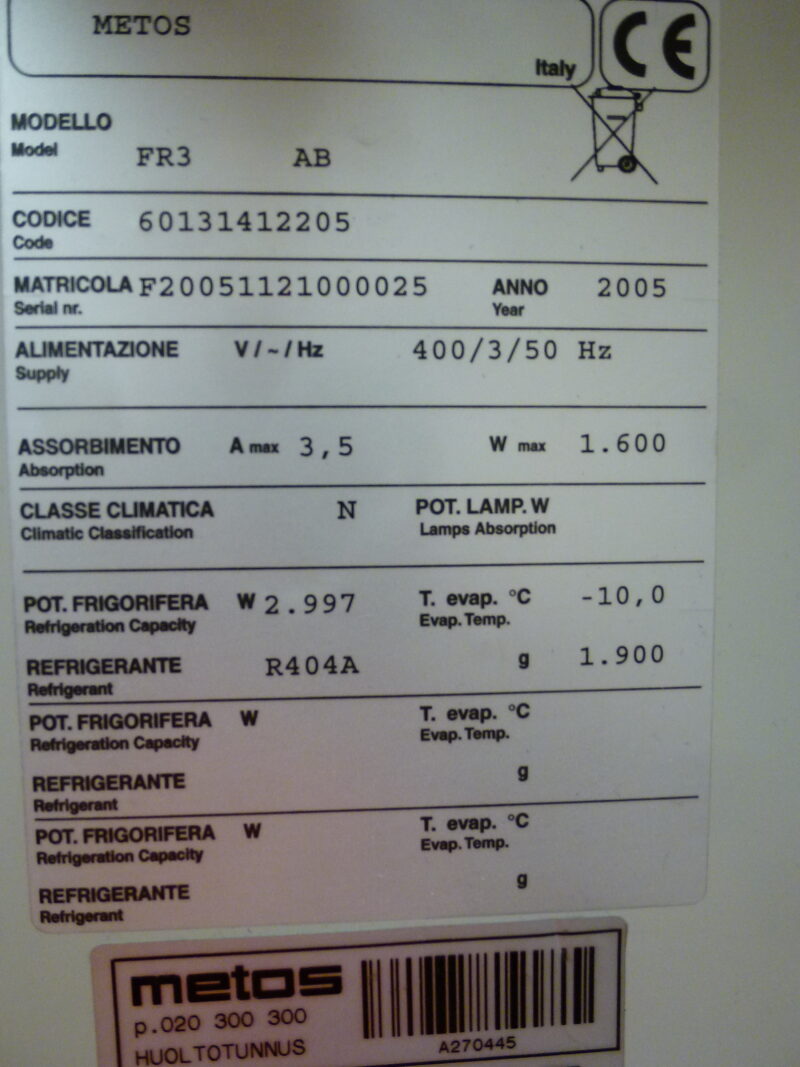 METOS
Italy
CE
MODELLO
Model FR3 AB
CODICE 60131412205
Code
MATRICOLA F20051121000025 ANNO 2005
Serial nr. Year
ALIMENTAZIONE V/~/Hz 400/3/50 Hz
Supply
ASSORBIMENTO A max 3,5 W max 1.600
Absorption
CLASSE CLIMATICA N POT. LAMP. W
Climatic Classification Lamps Absorption
POT. FRIGORIFERA W 2.997 T. evap. °C -10,0
Refrigeration Capacity Evap. Temp.
REFRIGERANTE R404A g 1.900
Refrigerant
POT. FRIGORIFERA W T. evap. °C
Refrigeration Capacity Evap. Temp.
REFRIGERANTE g
Refrigerant
POT. FRIGORIFERA W T. evap. °C
Refrigeration Capacity Evap. Temp.
REFRIGERANTE g
Refrigerant
metos
p.020 300 300
HUOLTOTUNNUS A270445